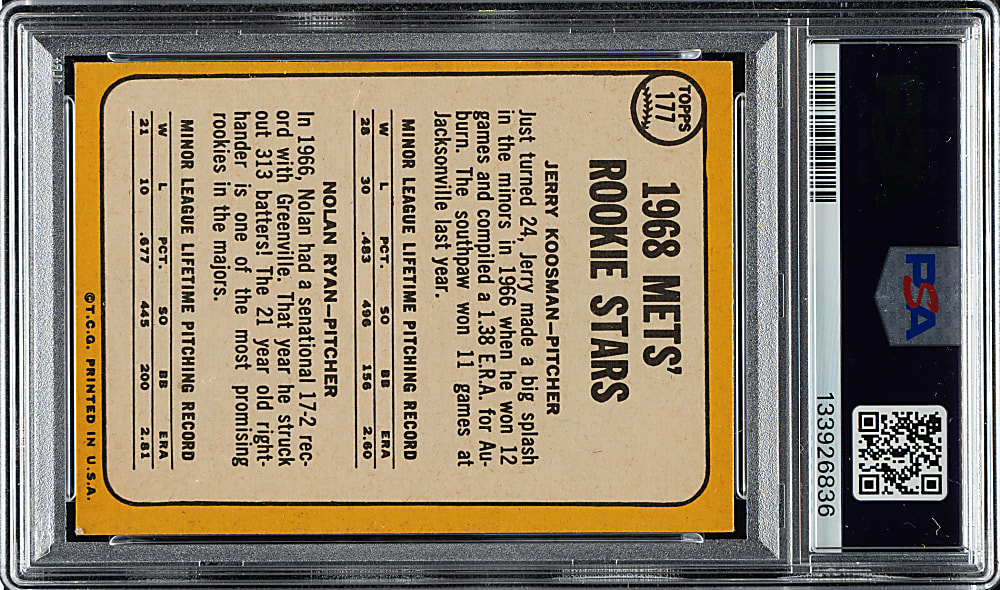 PSA
133926836
TOPPS
177
1968 METS'
ROOKIE STARS
JERRY KOOSMAN—PITCHER
Just turned 24, Jerry made a big splash
in the minors in 1966 when he won 12
games and compiled a 1.38 E.R.A. for Au-
burn. The southpaw won 11 games at
Jacksonville last year.
MINOR LEAGUE LIFETIME PITCHING RECORD
W L PCT. SO BB ERA
28 30 .483 496 156 2.60
NOLAN RYAN—PITCHER
In 1966, Nolan had a sensational 17-2 rec-
ord with Greenville. That year he struck
out 313 batters! The 21 year old right-
hander is one of the most promising
rookies in the majors.
MINOR LEAGUE LIFETIME PITCHING RECORD
W L PCT. SO BB ERA
21 10 .677 445 200 2.81
©T.C.G. PRINTED IN U.S.A.